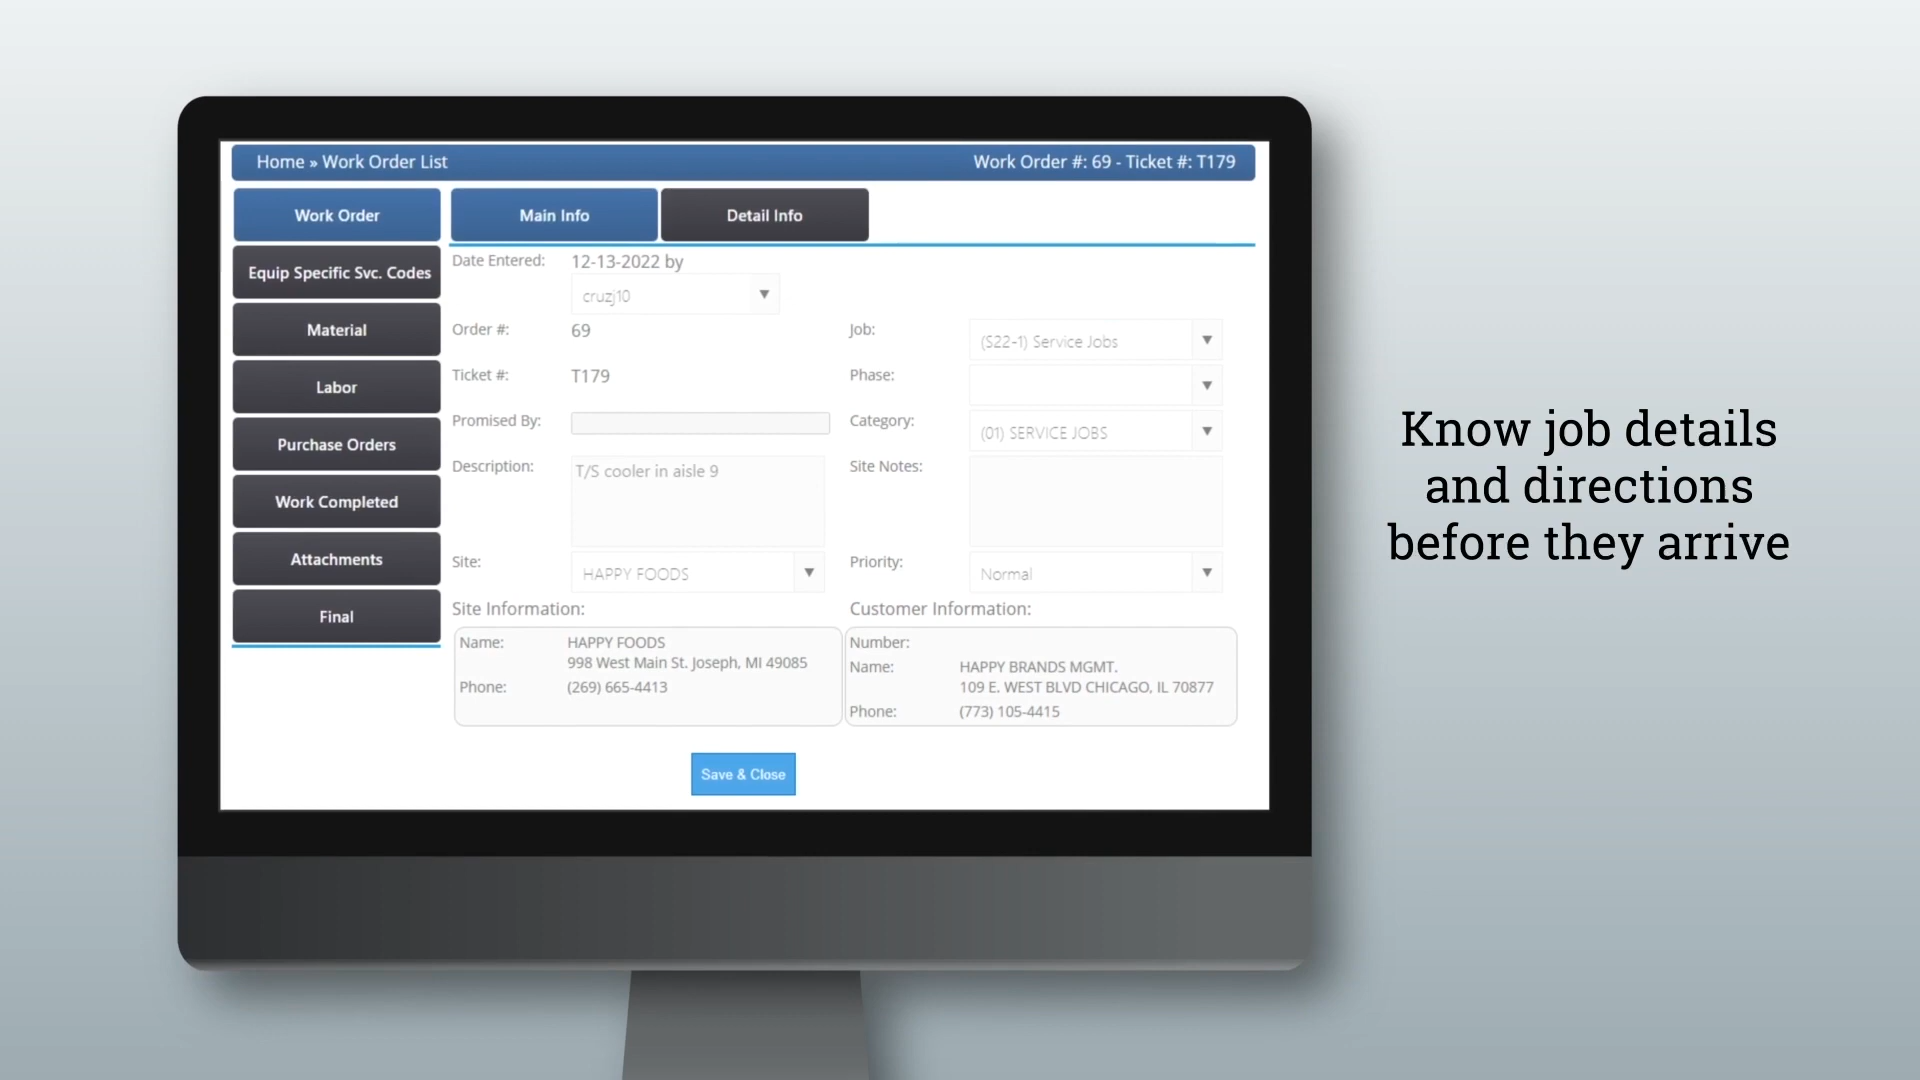 Home » Work Order List
Work Order #: 69 - Ticket #: T179
Work Order
Main Info
Detail Info
Equip Specific Svc. Codes
Material
Labor
Purchase Orders
Work Completed
Attachments
Final
Date Entered:
12-13-2022 by
cruzj10
Order #:
69
Job:
(S22-1) Service Jobs
Ticket #:
T179
Phase:
Promised By:
Category:
(01) SERVICE JOBS
Description:
T/S cooler in aisle 9
Site Notes:
Site:
HAPPY FOODS
Priority:
Normal
Site Information:
Name:
HAPPY FOODS
998 West Main St. Joseph, MI 49085
Phone:
(269) 665-4413
Customer Information:
Number:
Name:
HAPPY BRANDS MGMT.
109 E. WEST BLVD CHICAGO, IL 70877
Phone:
(773) 105-4415
Save & Close
Know job details
and directions
before they arrive